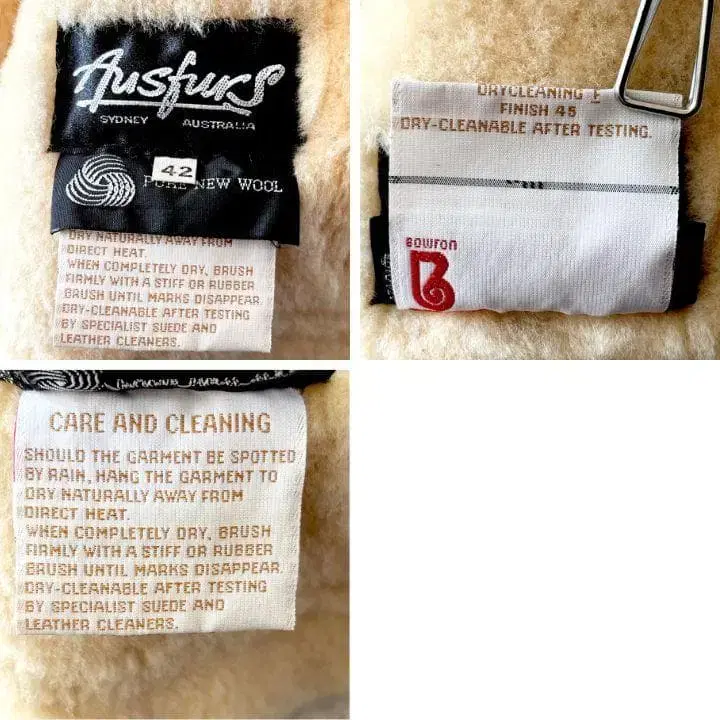 Ausfurs
SYDNEY AUSTRALIA
42
PURE NEW WOOL
DRY NATURALLY AWAY FROM
DIRECT HEAT.
WHEN COMPLETELY DRY, BRUSH
FIRMLY WITH A STIFF OR RUBBER
BRUSH UNTIL MARKS DISAPPEAR.
DRY-CLEANABLE AFTER TESTING
BY SPECIALIST SUEDE AND
LEATHER CLEANERS.
DRYCLEANING F
FINISH 45
DRY-CLEANABLE AFTER TESTING.
BOWRON
CARE AND CLEANING
SHOULD THE GARMENT BE SPOTTED
BY RAIN, HANG THE GARMENT TO
DRY NATURALLY AWAY FROM
DIRECT HEAT.
WHEN COMPLETELY DRY, BRUSH
FIRMLY WITH A STIFF OR RUBBER
BRUSH UNTIL MARKS DISAPPEAR.
DRY-CLEANABLE AFTER TESTING
BY SPECIALIST SUEDE AND
LEATHER CLEANERS.